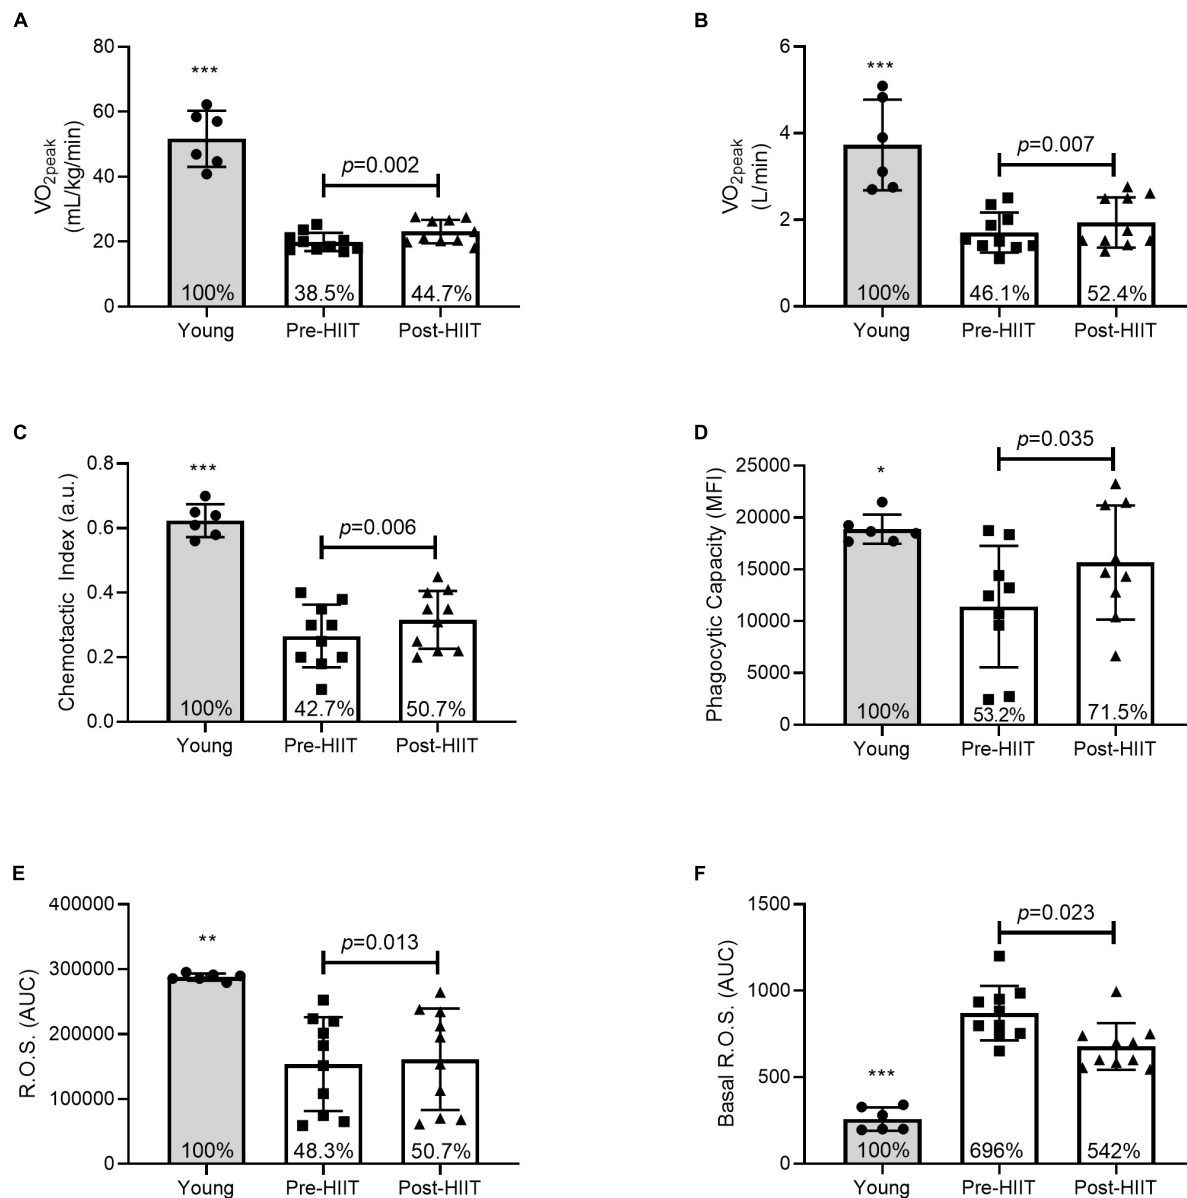 A
VO2peak
(mL/kg/min)
80
60
40
20
0
***
p=0.002
100%
38.5%
44.7%
Young
Pre-HIIT
Post-HIIT
B
VO2peak
(L/min)
6
4
2
0
***
p=0.007
100%
46.1%
52.4%
Young
Pre-HIIT
Post-HIIT
C
Chemotactic Index (a.u.)
0.8
0.6
0.4
0.2
0.0
***
p=0.006
100%
42.7%
50.7%
Young
Pre-HIIT
Post-HIIT
D
Phagocytic Capacity (MFI)
25000
20000
15000
10000
5000
0
*
p=0.035
100%
53.2%
71.5%
Young
Pre-HIIT
Post-HIIT
E
R.O.S. (AUC)
400000
300000
200000
100000
0
**
p=0.013
100%
48.3%
50.7%
Young
Pre-HIIT
Post-HIIT
F
Basal R.O.S. (AUC)
1500
1000
500
0
***
p=0.023
100%
696%
542%
Young
Pre-HIIT
Post-HIIT